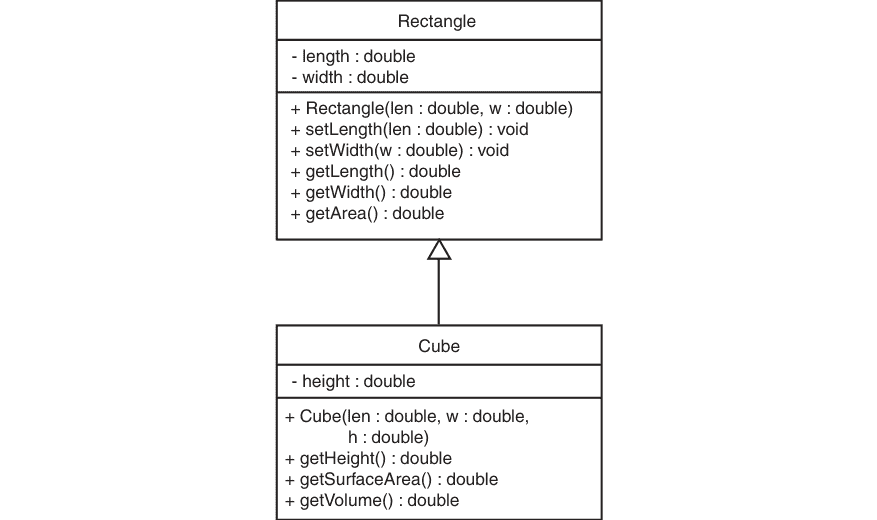 Rectangle
- length : double
- width : double
+ Rectangle(len : double, w : double)
+ setLength(len : double) : void
+ setWidth(w : double) : void
+ getLength() : double
+ getWidth() : double
+ getArea() : double
Cube
- height : double
+ Cube(len : double, w : double,
h : double)
+ getHeight() : double
+ getSurfaceArea() : double
+ getVolume() : double